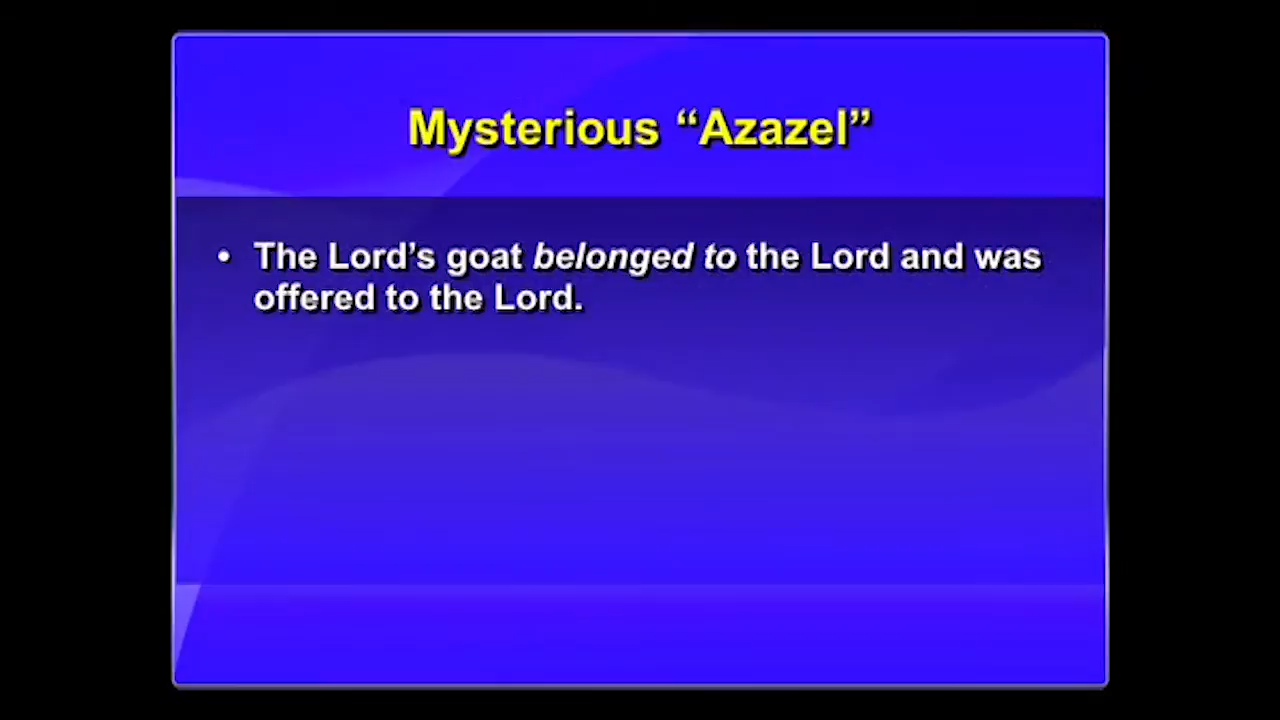 Mysterious “Azazel”
• The Lord’s goat belonged to the Lord and was
offered to the Lord.